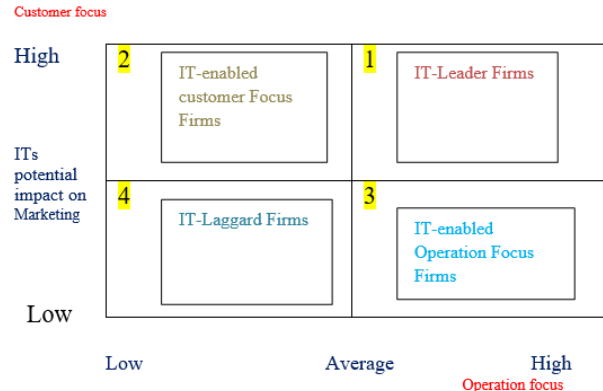 Customer focus
High
2
IT-enabled
customer Focus
Firms
1
IT-Leader Firms
ITs
potential
impact on
Marketing
4
IT-Laggard Firms
3
IT-enabled
Operation Focus
Firms
Low
Low
Average
High
Operation focus